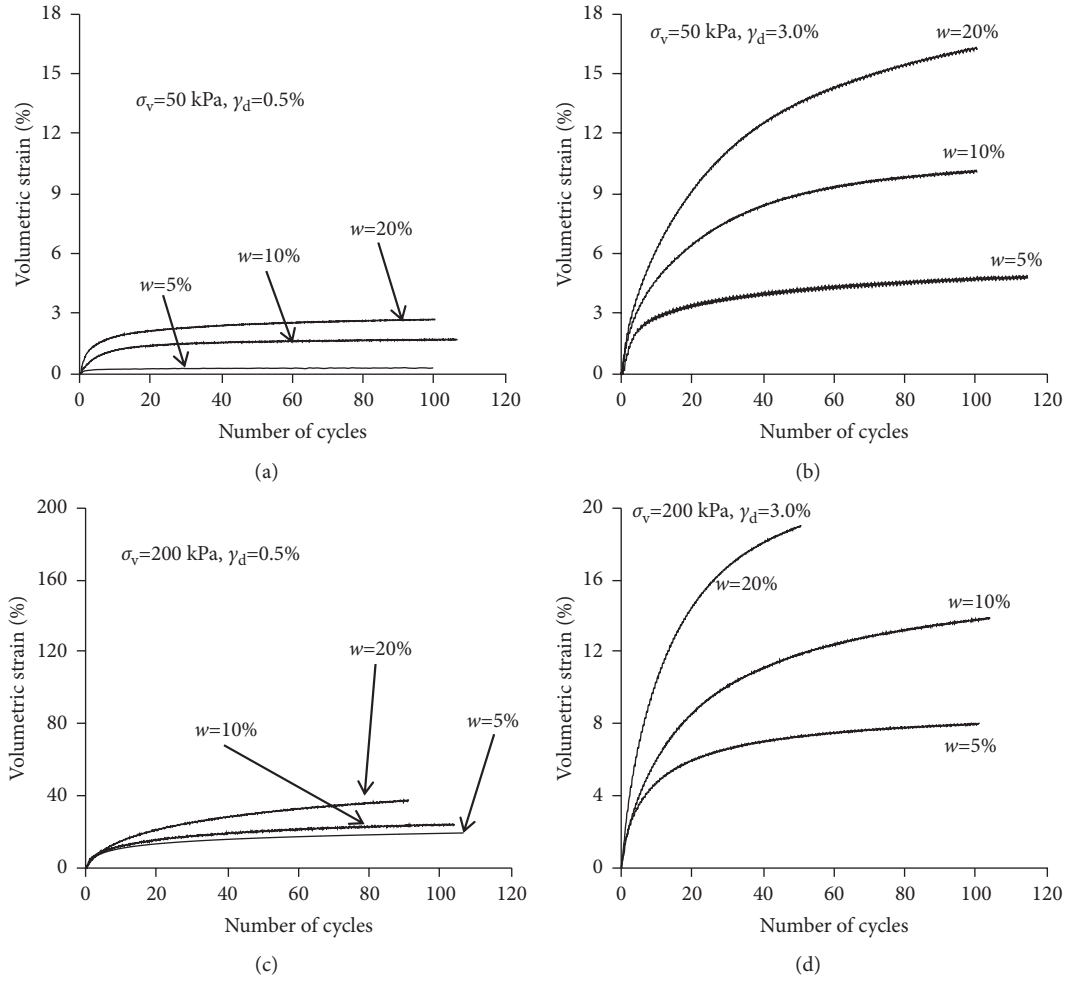 18
15
12
9
6
3
0
Volumetric strain (%)
σv=50 kPa, γd=0.5%
w=5%
w=10%
w=20%
0 20 40 60 80 100 120
Number of cycles
(a)
18
15
12
9
6
3
0
Volumetric strain (%)
σv=50 kPa, γd=3.0%
w=20%
w=10%
w=5%
0 20 40 60 80 100 120
Number of cycles
(b)
200
160
120
80
40
0
Volumetric strain (%)
σv=200 kPa, γd=0.5%
w=20%
w=10%
w=5%
0 20 40 60 80 100 120
Number of cycles
(c)
20
16
12
8
4
0
Volumetric strain (%)
σv=200 kPa, γd=3.0%
w=20%
w=10%
w=5%
0 20 40 60 80 100 120
Number of cycles
(d)